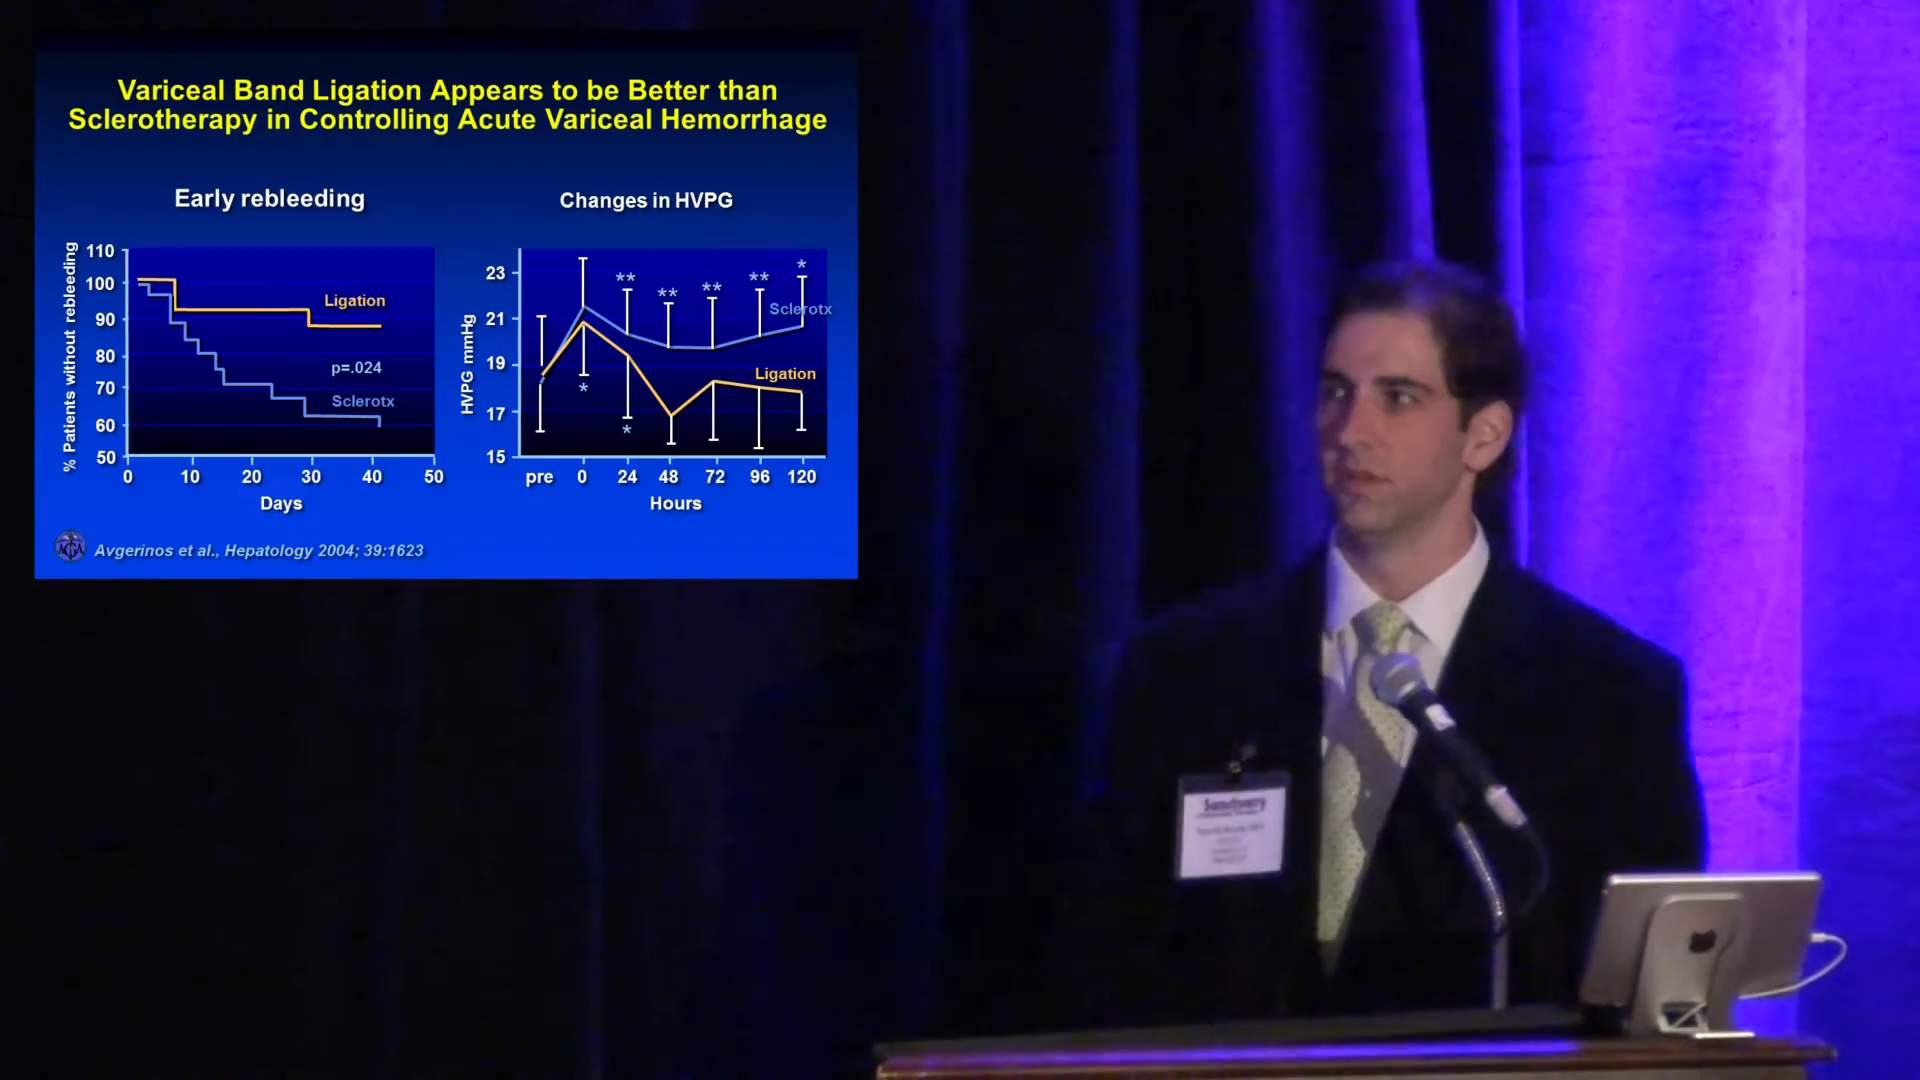 Variceal Band Ligation Appears to be Better than
Sclerotherapy in Controlling Acute Variceal Hemorrhage
Early rebleeding
% Patients without rebleeding
110
100
90
80
70
60
50
Ligation
p=.024
Sclerotx
0 10 20 30 40 50
Days
Changes in HVPG
HVPG mmHg
23
21
19
17
15
** ** ** ** *
Sclerotx
Ligation
* *
pre 0 24 48 72 96 120
Hours
AGA
Avgerinos et al., Hepatology 2004; 39:1623
Sanctuary